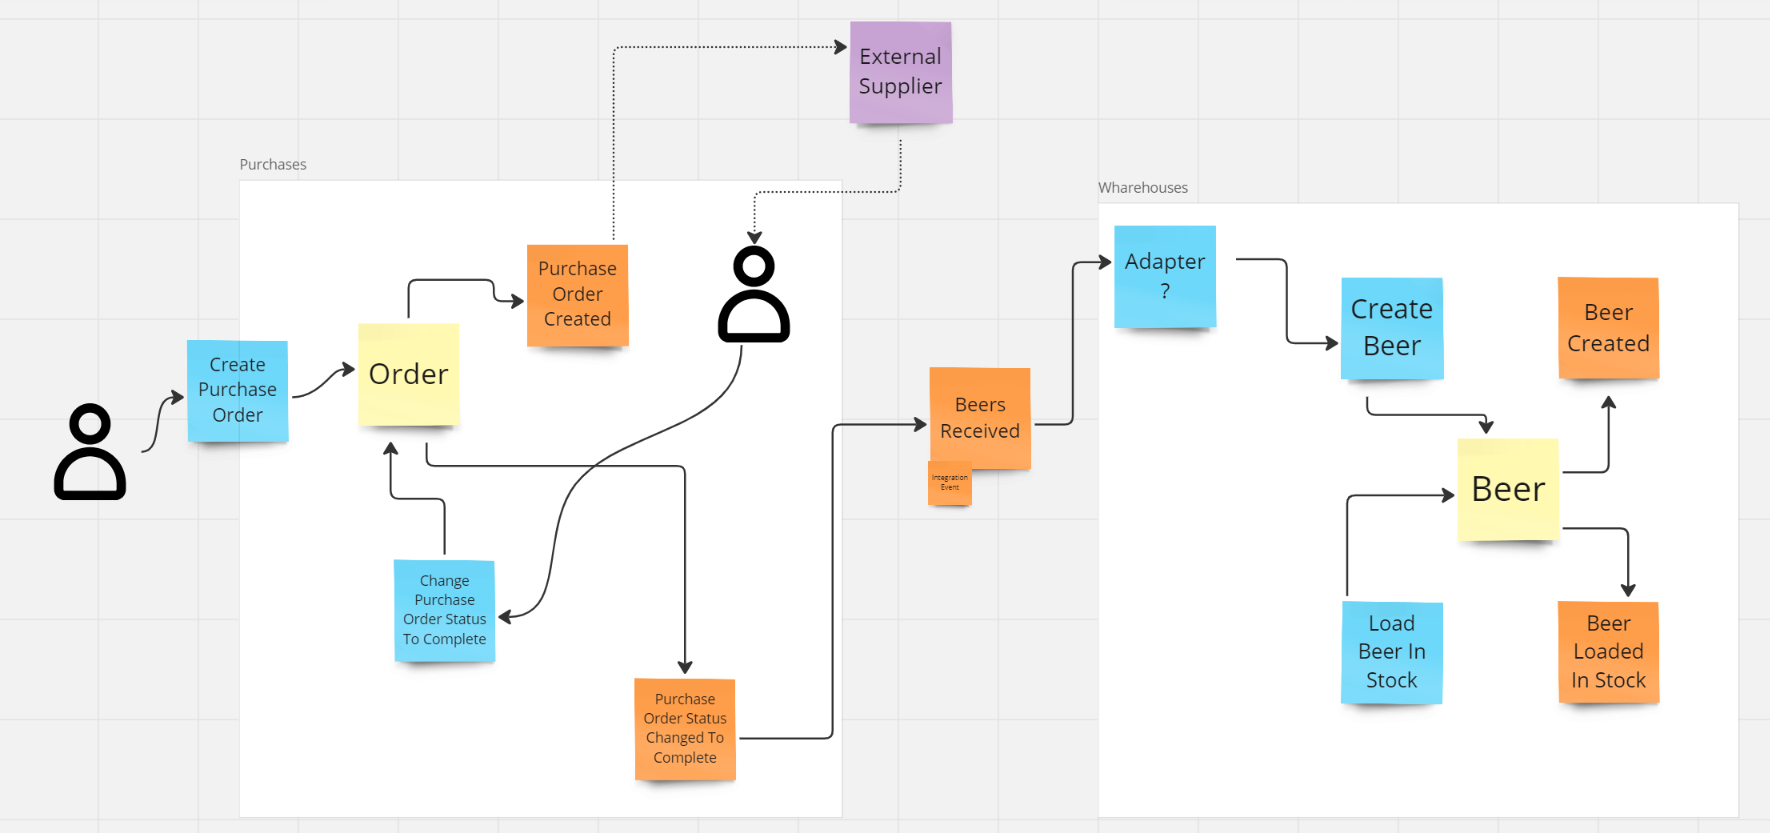 External
Supplier
Purchases
Wharehouses
Create
Purchase
Order
Order
Purchase
Order
Created
Change
Purchase
Order Status
To Complete
Purchase
Order Status
Changed To
Complete
Beers
Received
Integration
Event
Adapter
?
Create
Beer
Beer
Created
Beer
Load
Beer In
Stock
Beer
Loaded
In Stock